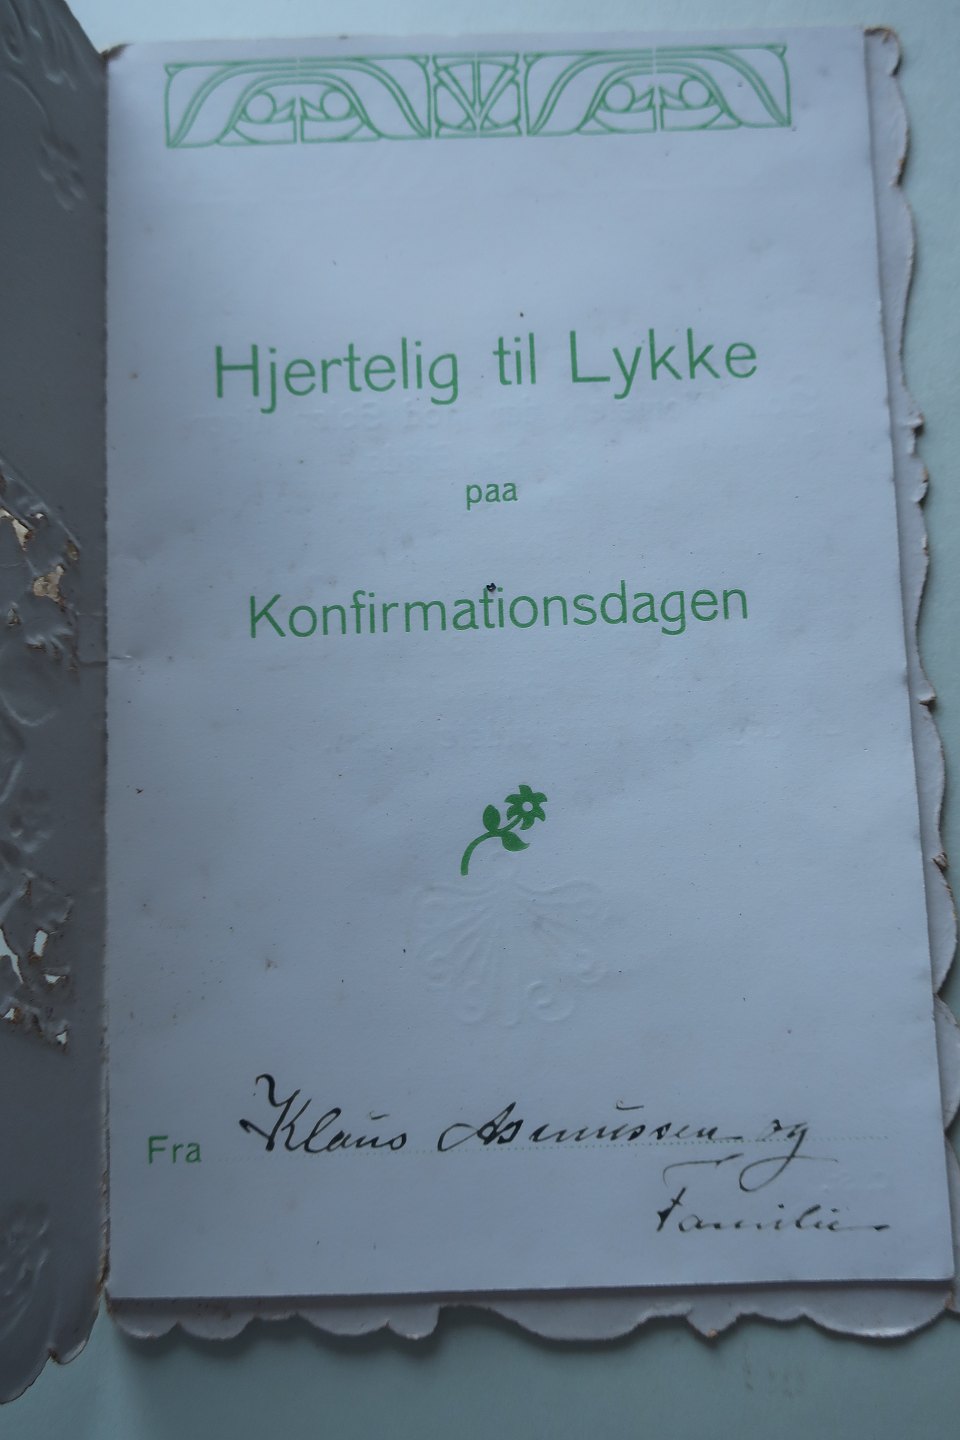 Hjertelig til Lykke
paa
Konfirmationsdagen
Fra Klaus Asmussen og
Familie